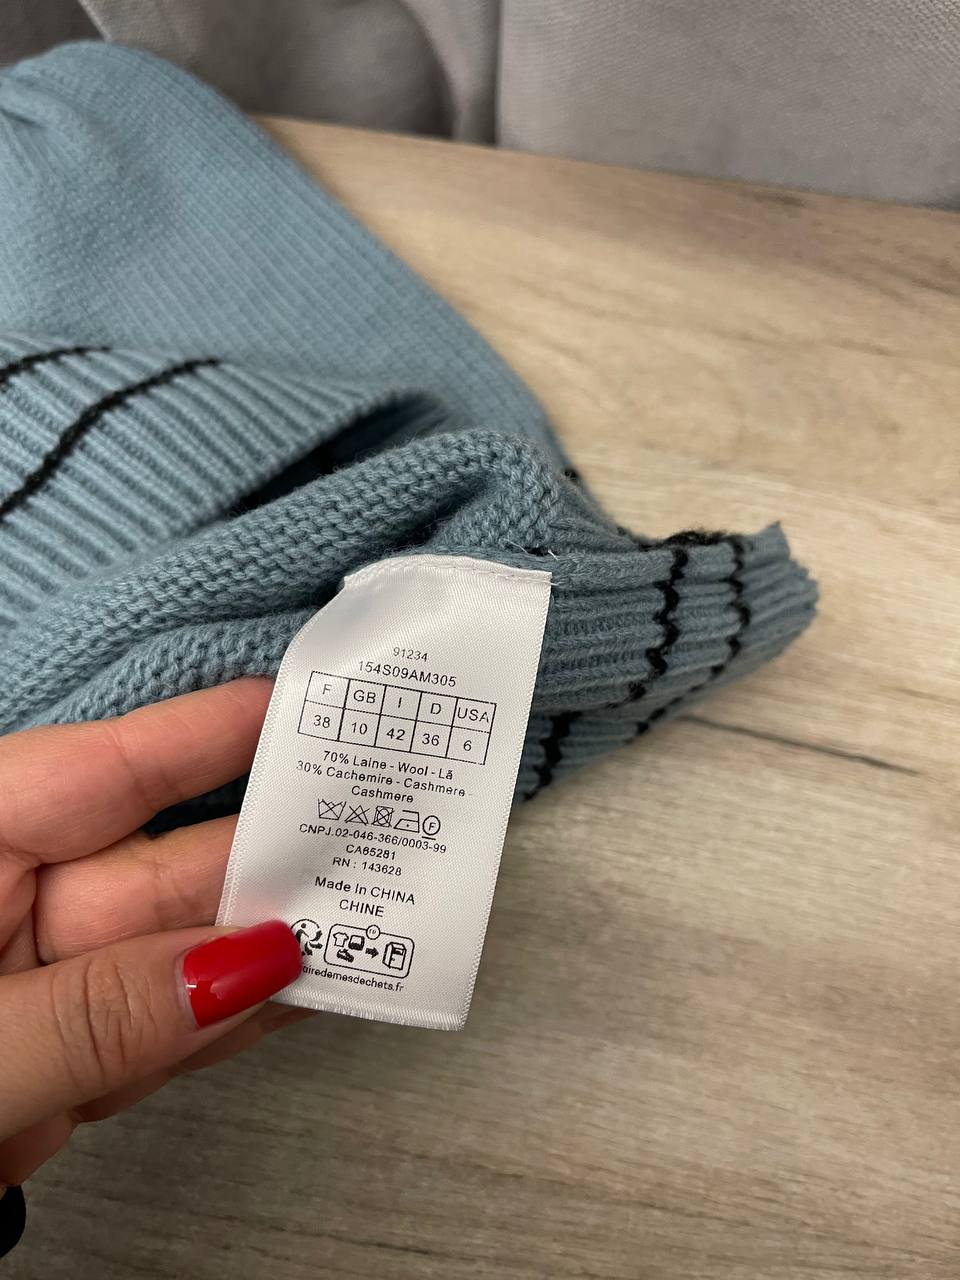 91234
154S09AM305
F GB I D USA
38 10 42 36 6
70% Laine - Wool - Lã
30% Cachemire - Cashmere -
Cashmere
F
CNPJ.02-046-366/0003-99
CA65281
RN : 143628
Made In CHINA
CHINE
airedemesdechets.fr